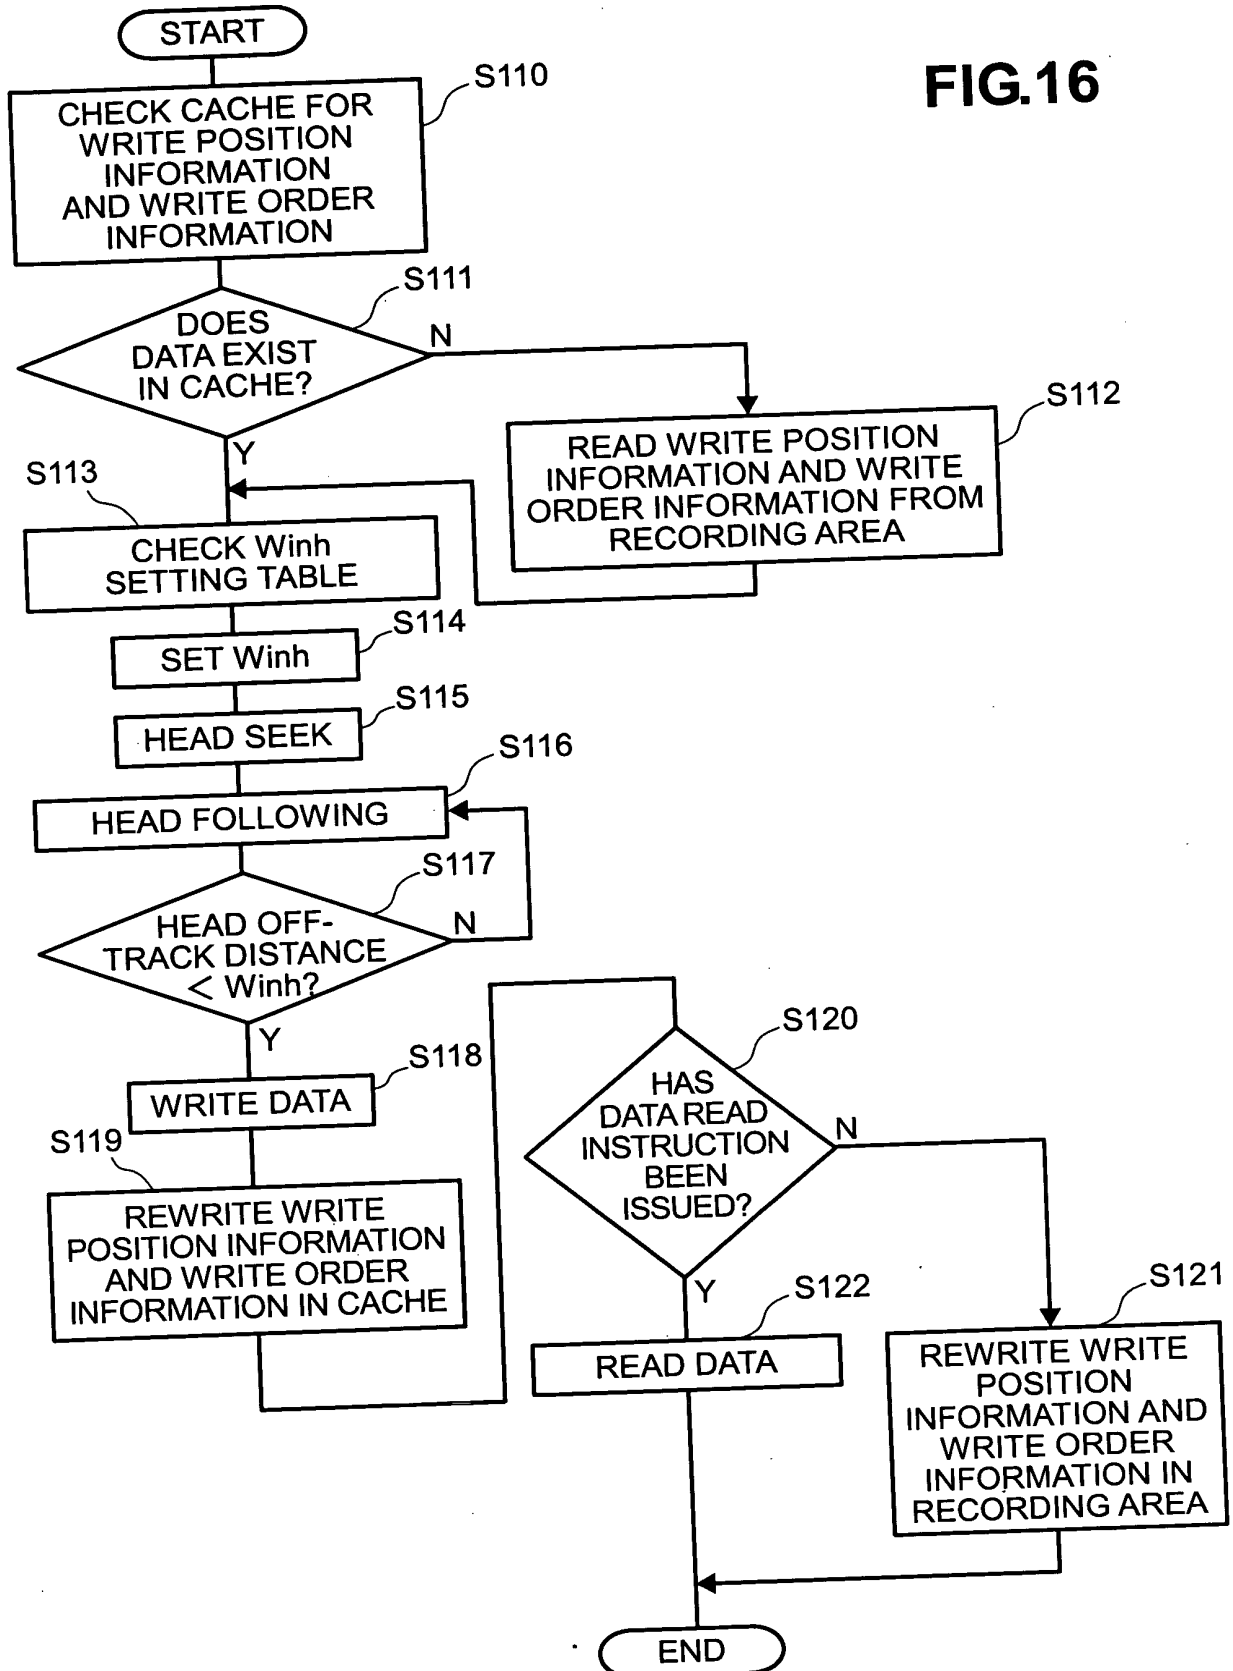 START
FIG.16
S110
CHECK CACHE FOR
WRITE POSITION
INFORMATION
AND WRITE ORDER
INFORMATION
S111
DOES
DATA EXIST
IN CACHE?
N
Y
S112
READ WRITE POSITION
INFORMATION AND WRITE
ORDER INFORMATION FROM
RECORDING AREA
S113
CHECK Winh
SETTING TABLE
S114
SET Winh
S115
HEAD SEEK
S116
HEAD FOLLOWING
S117
HEAD OFF-
TRACK DISTANCE
< Winh?
N
Y
S118
WRITE DATA
S119
REWRITE WRITE
POSITION INFORMATION
AND WRITE ORDER
INFORMATION IN CACHE
S120
HAS
DATA READ
INSTRUCTION
BEEN
ISSUED?
N
Y
S122
READ DATA
S121
REWRITE WRITE
POSITION
INFORMATION AND
WRITE ORDER
INFORMATION IN
RECORDING AREA
END